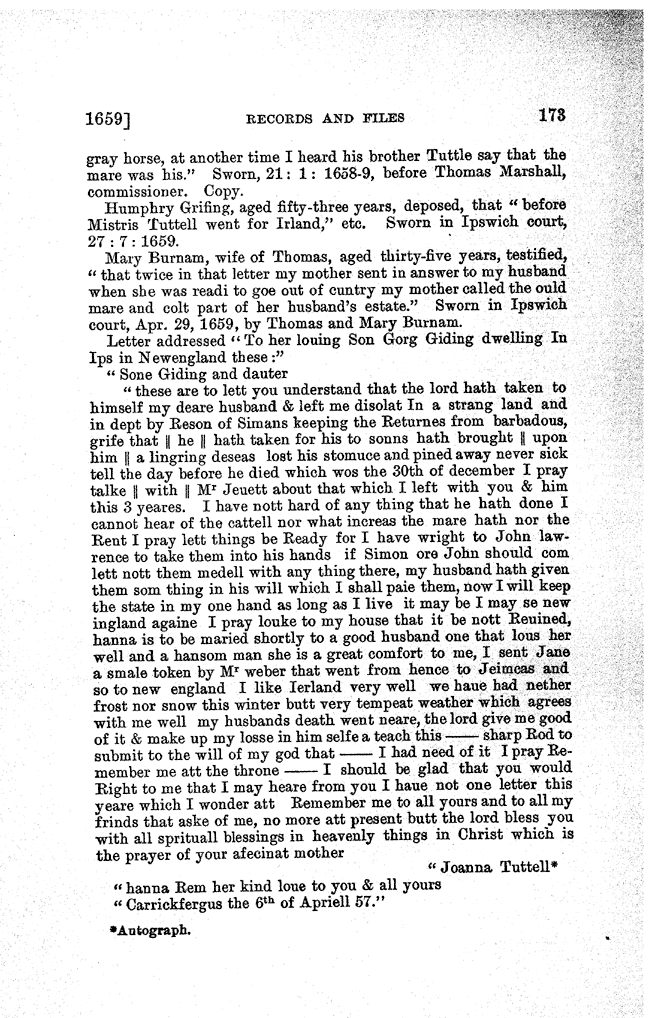 1659] RECORDS AND FILES 173
gray horse, at another time I heard his brother Tuttle say that the
mare was his." Sworn, 21: 1: 1658-9, before Thomas Marshall,
commissioner. Copy.
Humphry Grifing, aged fifty-three years, deposed, that "before
Mistris Tuttell went for Irland," etc. Sworn in Ipswich court,
27 : 7 : 1659.
Mary Burnam, wife of Thomas, aged thirty-five years, testified,
"that twice in that letter my mother sent in answer to my husband
when she was readi to goe out of cuntry my mother called the ould
mare and colt part of her husband's estate." Sworn in Ipswich
court, Apr. 29, 1659, by Thomas and Mary Burnam.
Letter addressed "To her louing Son Gorg Giding dwelling In
Ips in Newengland these:"
"Sone Giding and dauter
"these are to lett you understand that the lord hath taken to
himself my deare husband & left me disolat In a strang land and
in dept by Reson of Simans keeping the Returnes from barbadous,
grife that || he || hath taken for his to sonns hath brought || upon
him || a lingring deseas lost his stomuce and pined away never sick
tell the day before he died which wos the 30th of december I pray
talke || with || Mr Jeuett about that which I left with you & him
this 3 yeares. I have nott hard of any thing that he hath done I
cannot hear of the cattell nor what increas the mare hath nor the
Rent I pray lett things be Ready for I have wright to John law-
rence to take them into his hands if Simon ore John should com
lett nott them medell with any thing there, my husband hath given
them som thing in his will which I shall paie them, now I will keep
the state in my one hand as long as I live it may be I may se new
ingland againe I pray louke to my house that it be nott Reuined,
hanna is to be maried shortly to a good husband one that lous her
well and a hansom man she is a great comfort to me, I sent Jane
a smale token by Mr weber that went from hence to Jeimcas and
so to new england I like Ierland very well we haue had nether
frost nor snow this winter butt very tempeat weather which agrees
with me well my husbands death went neare, the lord give me good
of it & make up my losse in him selfe a teach this —— sharp Rod to
submit to the will of my god that —— I had need of it I pray Re-
member me att the throne —— I should be glad that you would
Right to me that I may heare from you I haue not one letter this
yeare which I wonder att Remember me to all yours and to all my
frinds that aske of me, no more att present butt the lord bless you
with all sprituall blessings in heavenly things in Christ which is
the prayer of your afecinat mother
"Joanna Tuttell*
"hanna Rem her kind loue to you & all yours
"Carrickfergus the 6th of Apriell 57."
*Autograph.